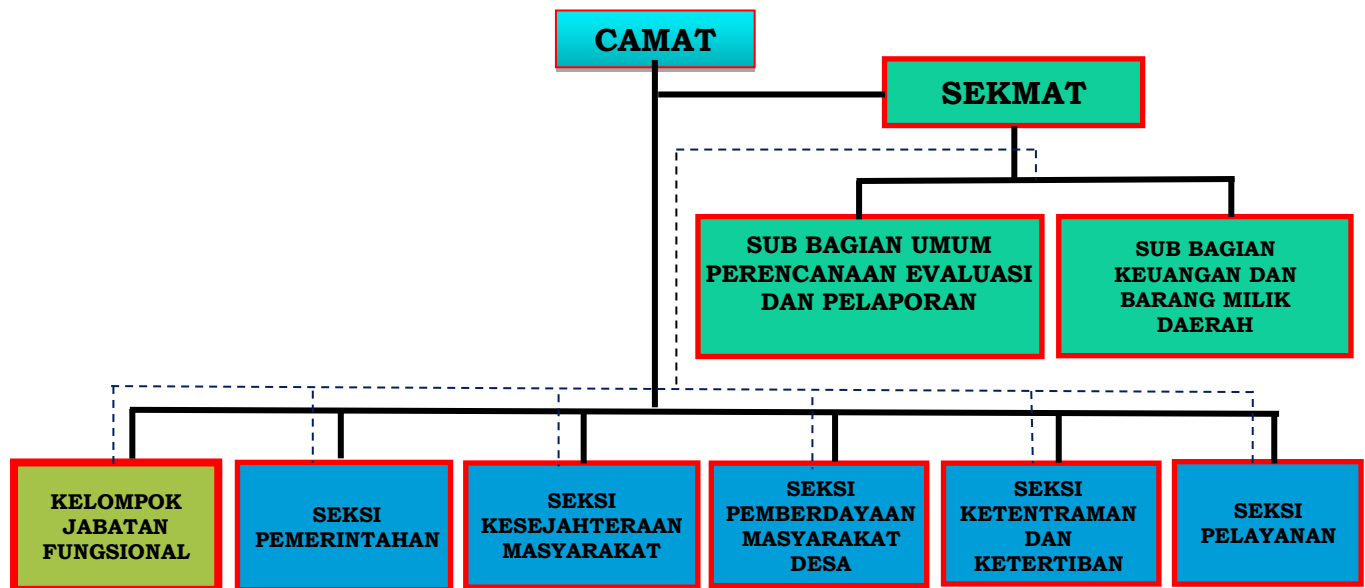 CAMAT
SEKMAT
SUB BAGIAN UMUM
PERENCANAAN EVALUASI
DAN PELAPORAN
SUB BAGIAN
KEUANGAN DAN
BARANG MILIK
DAERAH
KELOMPOK
JABATAN
FUNGSIONAL
SEKSI
PEMERINTAHAN
SEKSI
KESEJAHTERAAN
MASYARAKAT
SEKSI
PEMBERDAYAAN
MASYARAKAT
DESA
SEKSI
KETENTRAMAN
DAN
KETERTIBAN
SEKSI
PELAYANAN